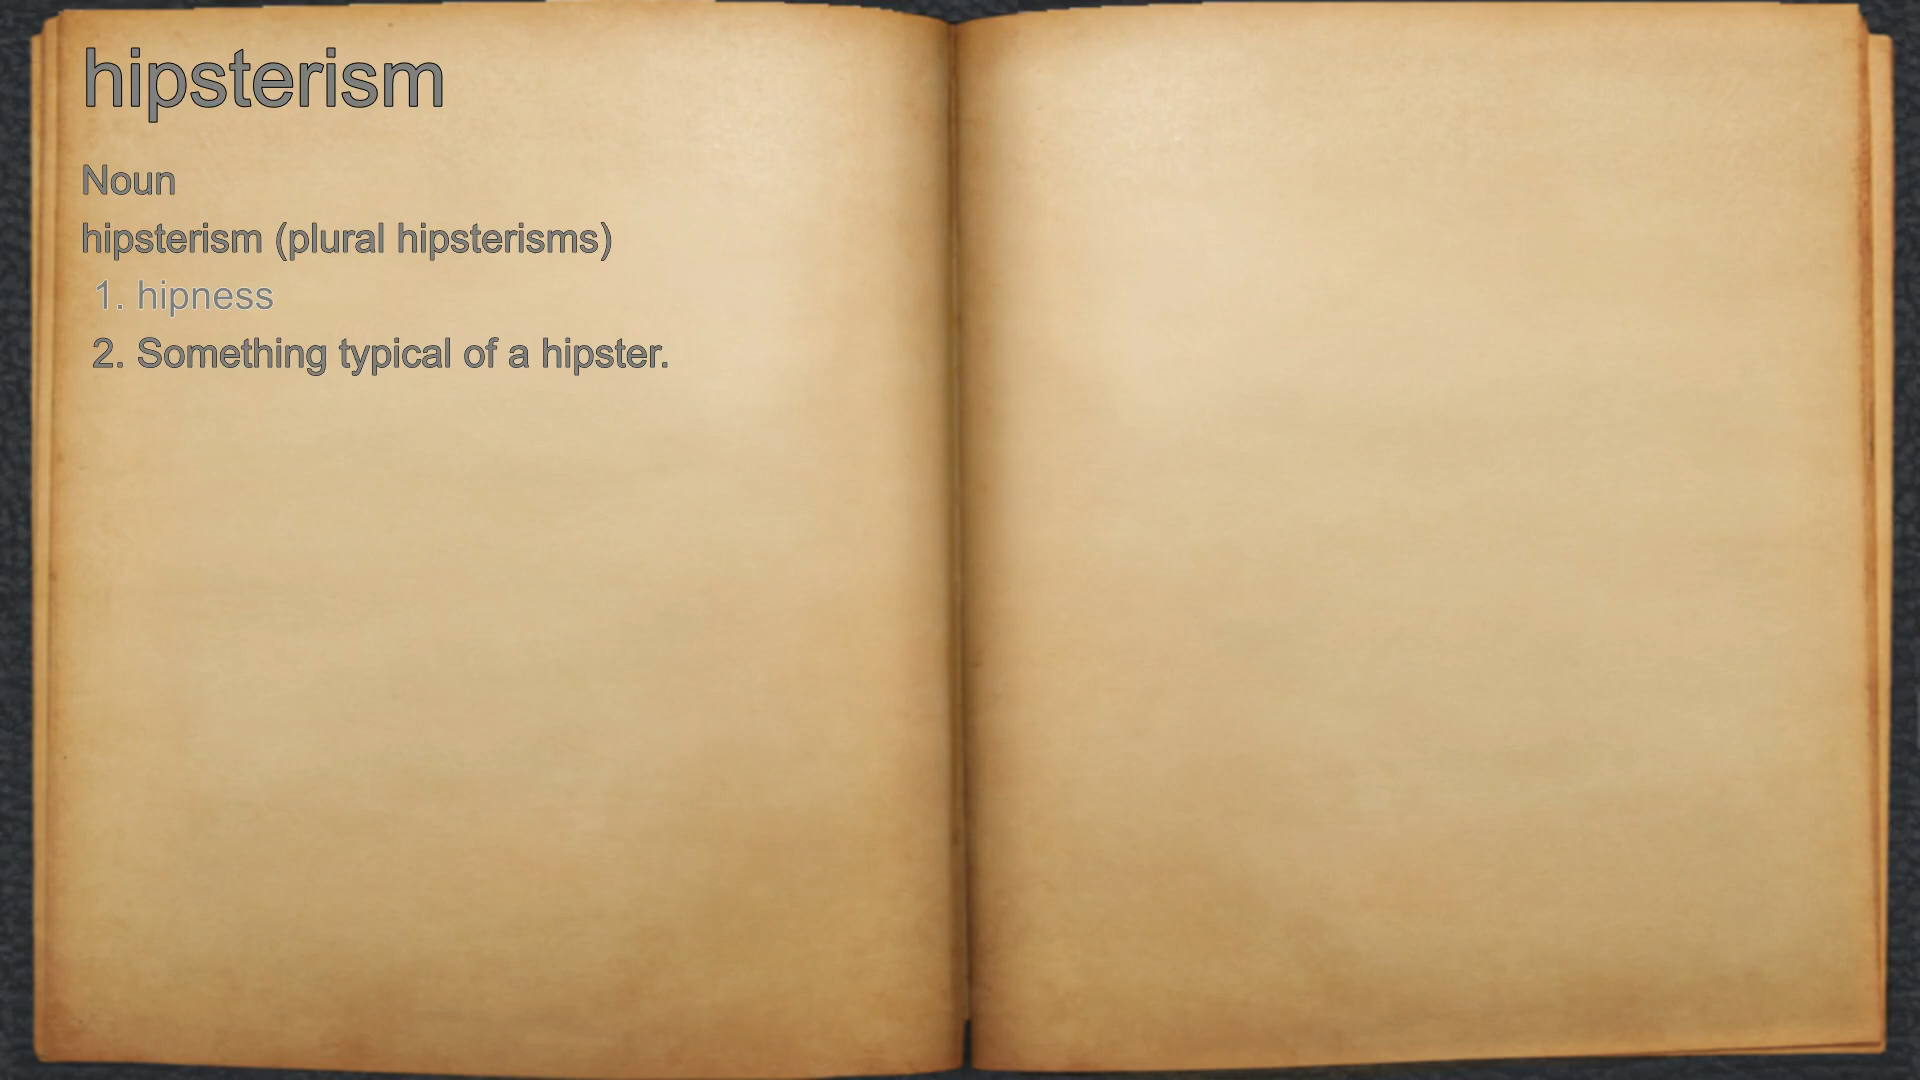 hipsterism
Noun
hipsterism (plural hipsterisms)
1. hipness
2. Something typical of a hipster.